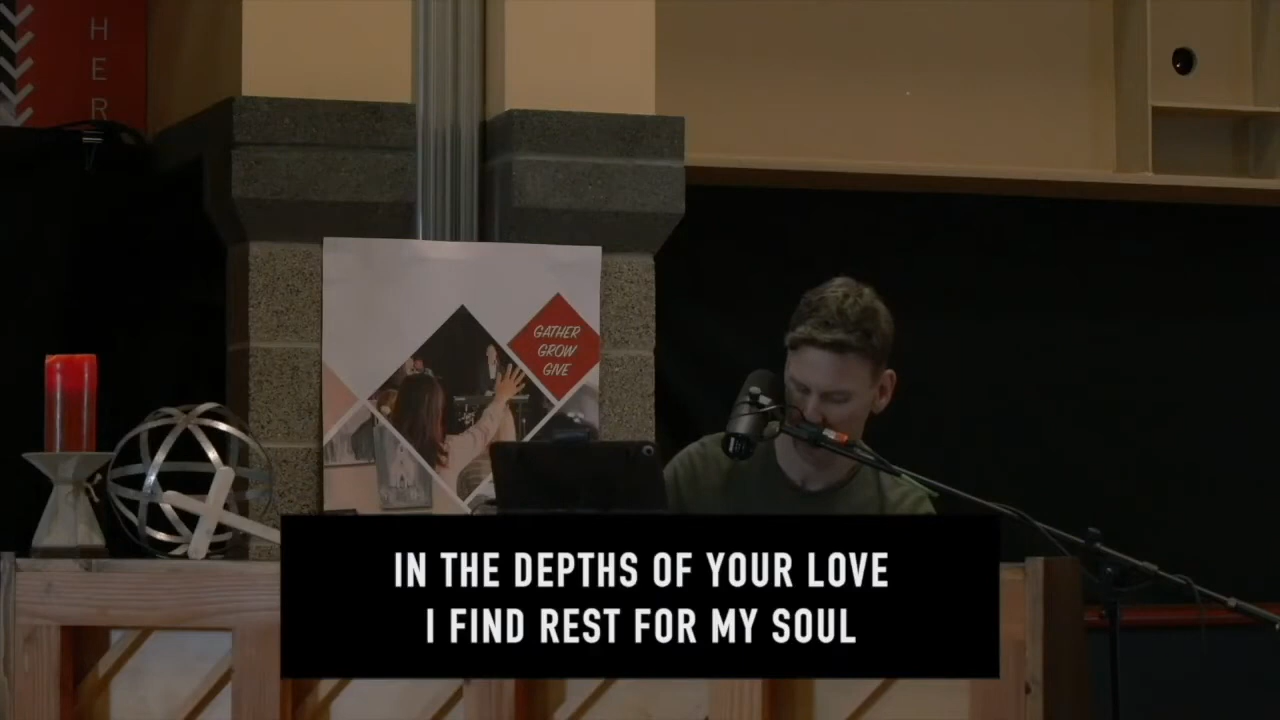 H
E
R
GATHER
GROW
GIVE
IN THE DEPTHS OF YOUR LOVE
I FIND REST FOR MY SOUL